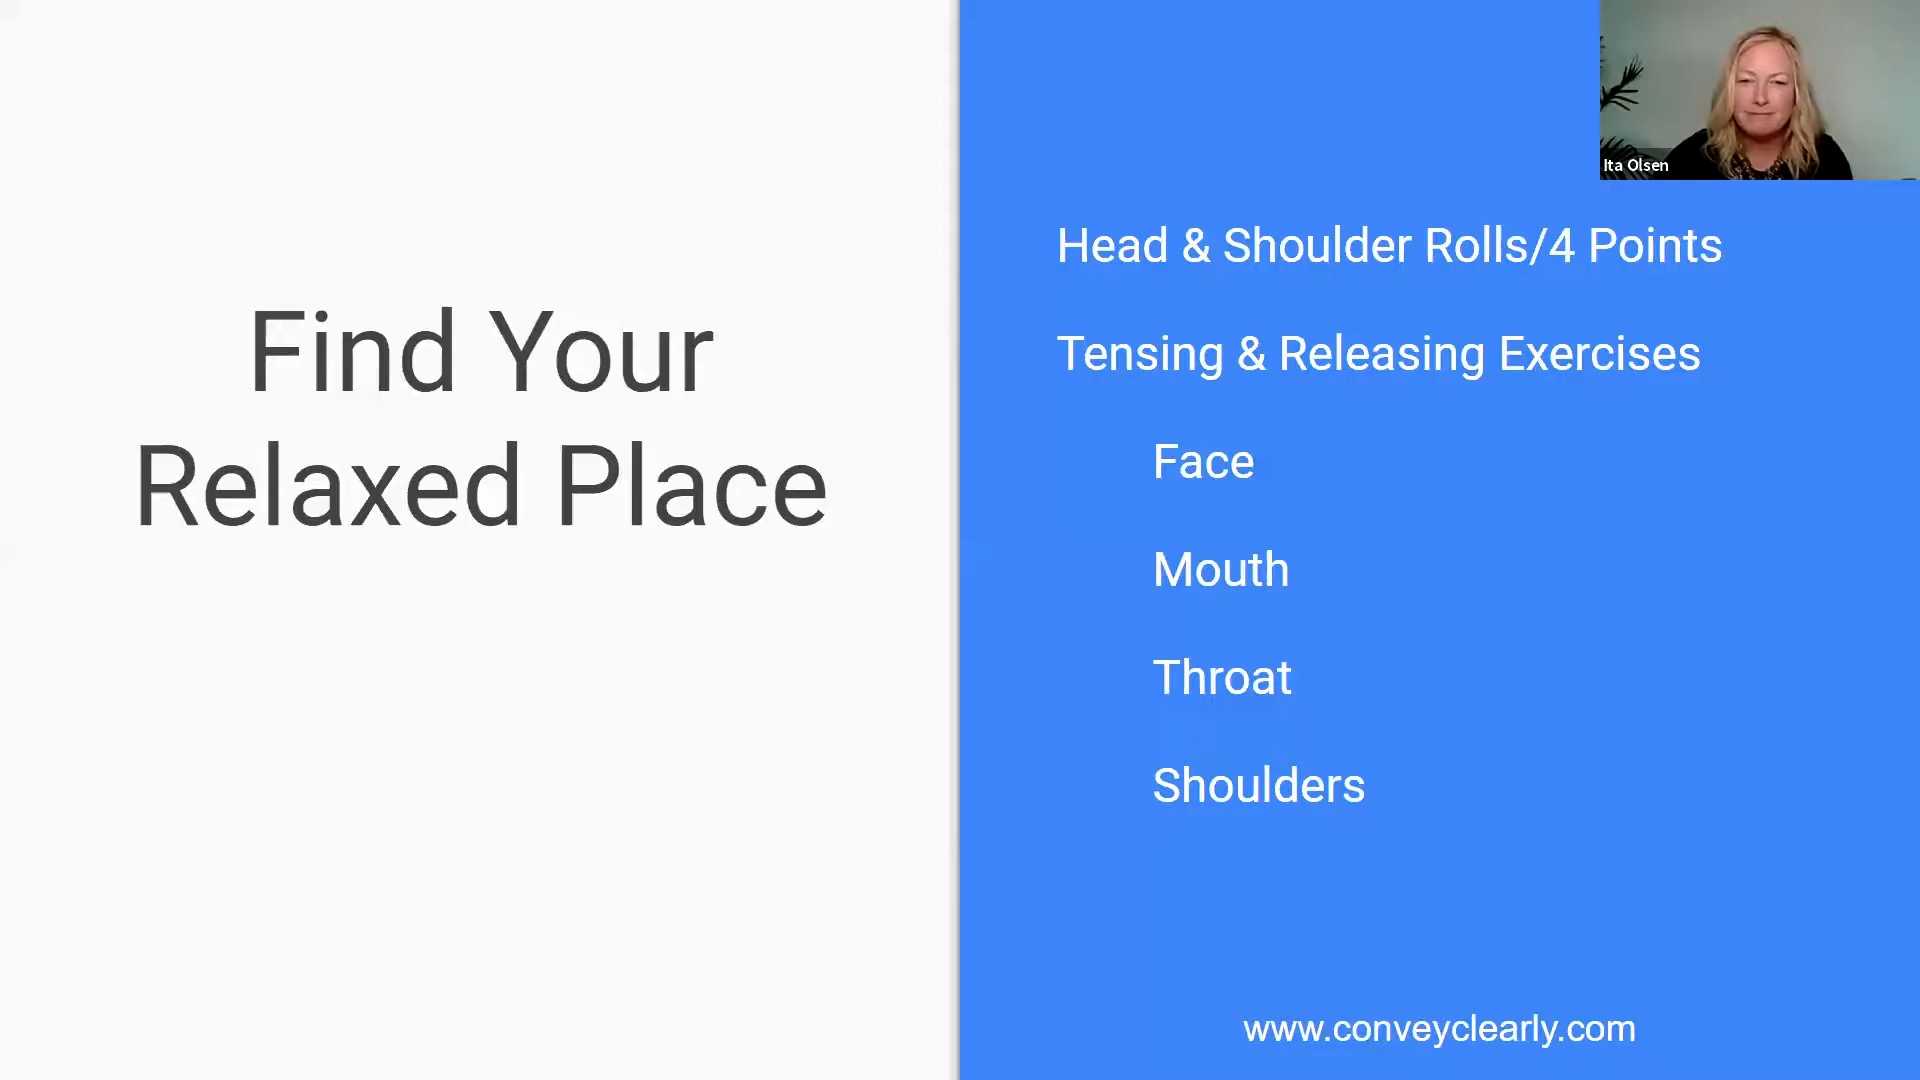 Find Your
Relaxed Place
Ita Olsen
Head & Shoulder Rolls/4 Points
Tensing & Releasing Exercises
Face
Mouth
Throat
Shoulders
www.conveyclearly.com